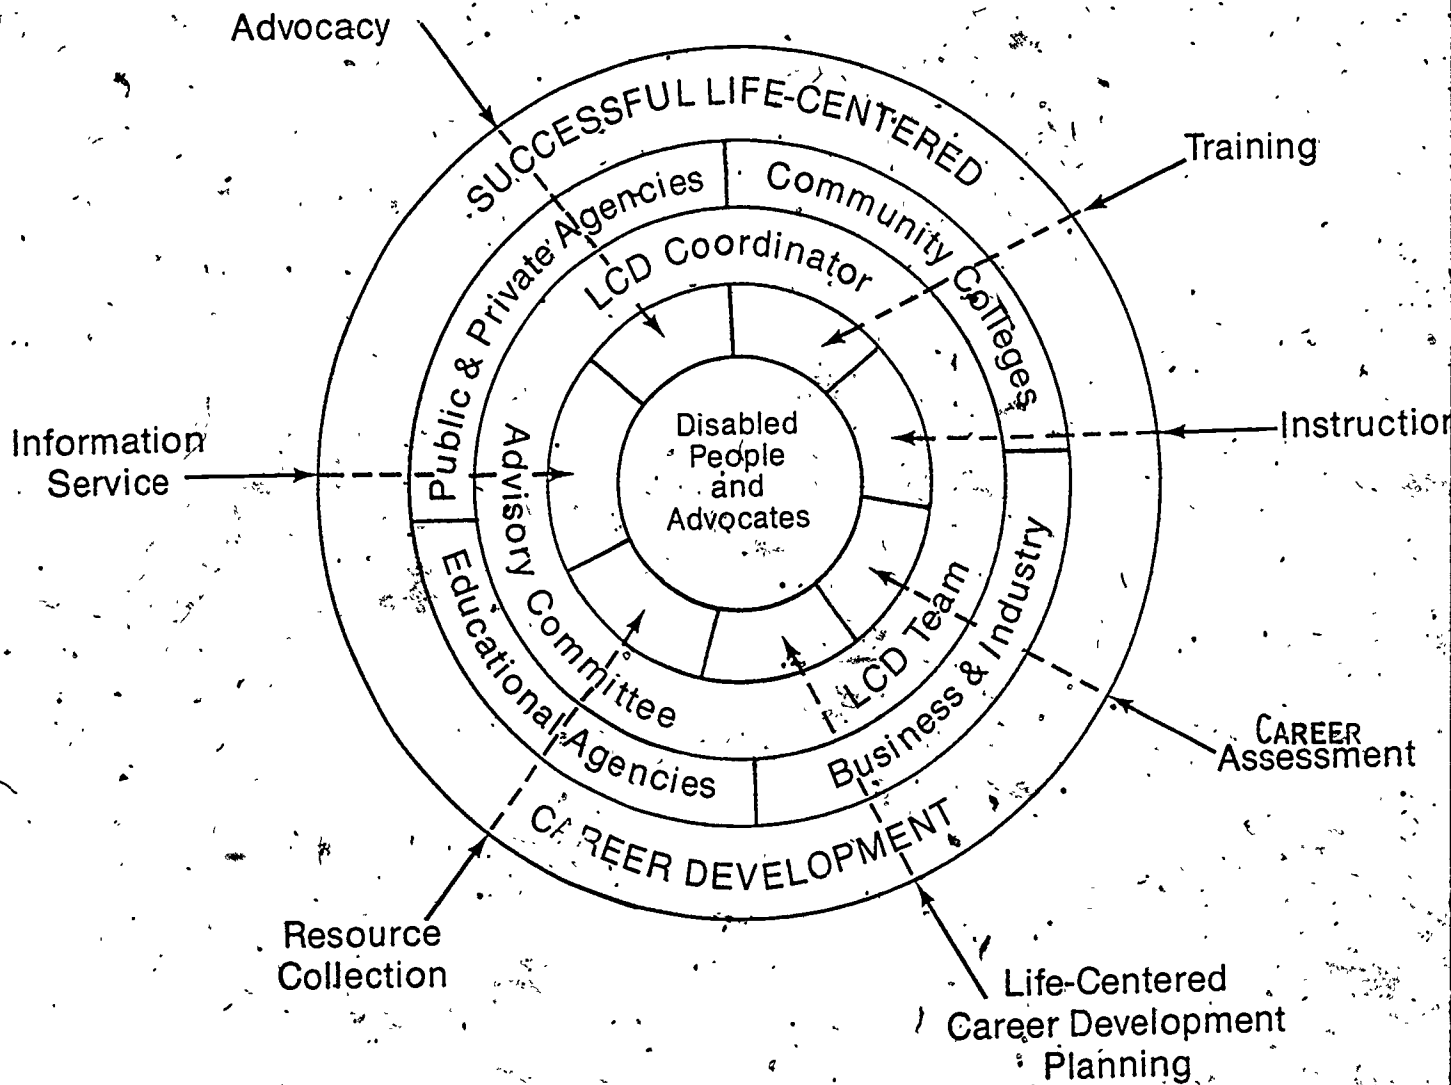 Advocacy
Training
SUCCESSFUL LIFE-CENTERED
Public & Private Agencies
Community Colleges
LCD Coordinator
Information
Service
Instruction
Disabled
People
and
Advocates
Advisory Committee
LCD Team
Educational Agencies
Business & Industry
CAREER
Assessment
CAREER DEVELOPMENT
Resource
Collection
Life-Centered
Career Development
Planning